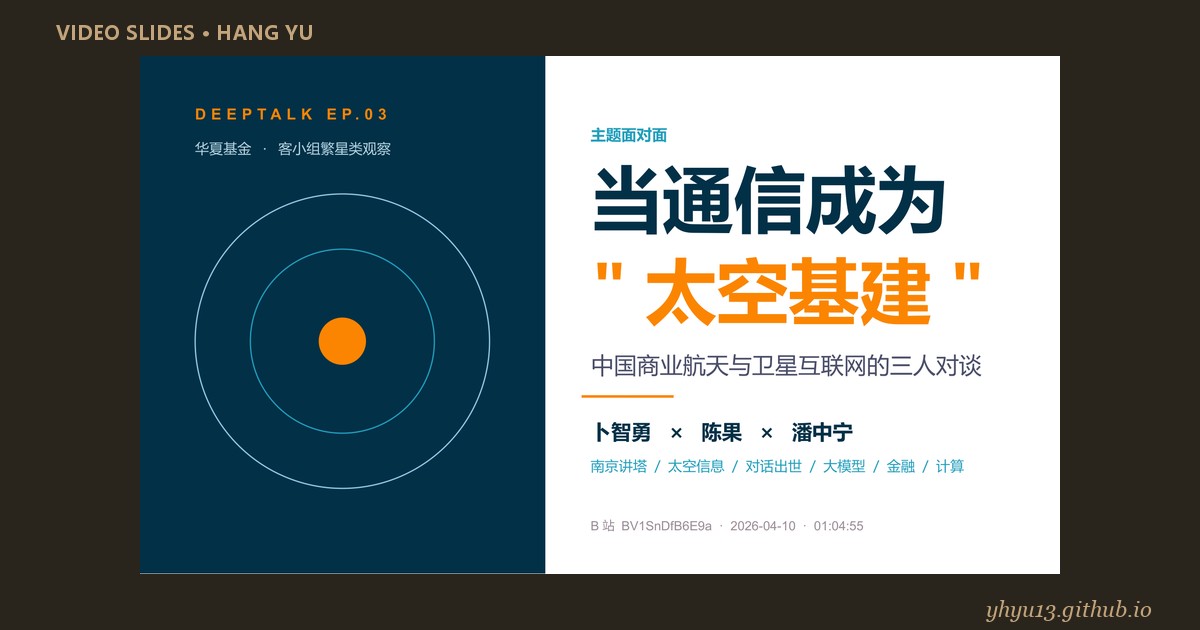 VIDEO SLIDES • HANG YU
DEEPTALK EP.03
华夏基金 · 客小组繁星类观察
主题面对面
当通信成为
"太空基建"
中国商业航天与卫星互联网的三人对谈
卜智勇 × 陈果 × 潘中宁
南京讲塔 / 太空信息 / 对话出世 / 大模型 / 金融 / 计算
B 站 BV1SnDfB6E9a · 2026-04-10 · 01:04:55
yhyu13.github.io